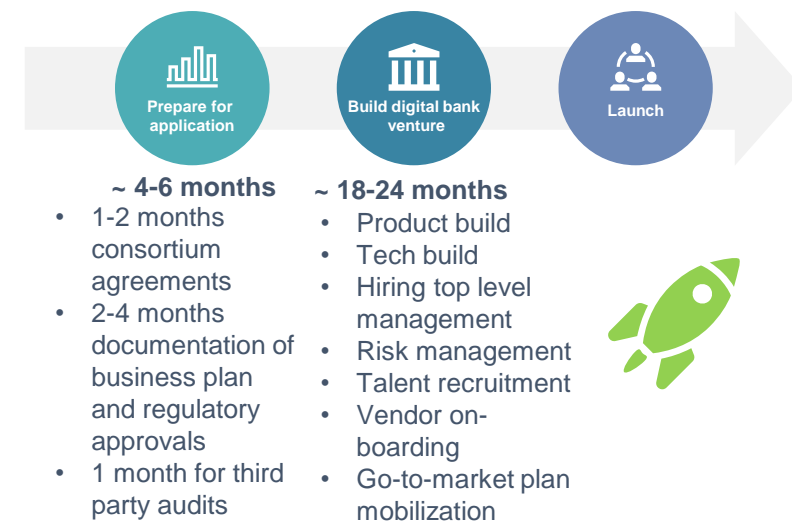 Prepare for
application
Build digital bank
venture
Launch
~ 4-6 months
• 1-2 months
consortium
agreements
• 2-4 months
documentation of
business plan
and regulatory
approvals
• 1 month for third
party audits
~ 18-24 months
• Product build
• Tech build
• Hiring top level
management
• Risk management
• Talent recruitment
• Vendor on-
boarding
• Go-to-market plan
mobilization